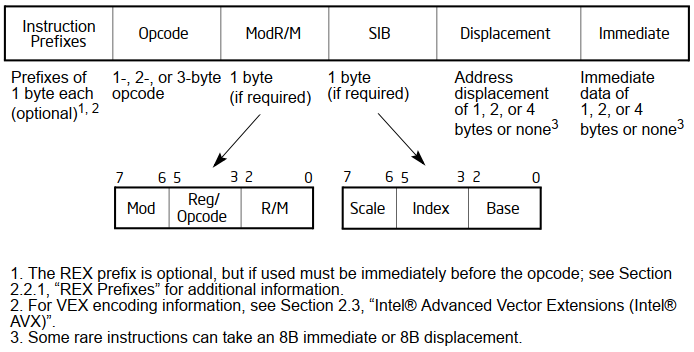 Instruction Prefixes Opcode ModR/M SIB Displacement Immediate
Prefixes of 1 byte each (optional)1, 2
1-, 2-, or 3-byte opcode
1 byte (if required)
1 byte (if required)
Address displacement of 1, 2, or 4 bytes or none3
Immediate data of 1, 2, or 4 bytes or none3
7 6 5 3 2 0
Mod Reg/Opcode R/M
7 6 5 3 2 0
Scale Index Base
1. The REX prefix is optional, but if used must be immediately before the opcode; see Section
2.2.1, “REX Prefixes” for additional information.
2. For VEX encoding information, see Section 2.3, “Intel® Advanced Vector Extensions (Intel®
AVX)”.
3. Some rare instructions can take an 8B immediate or 8B displacement.